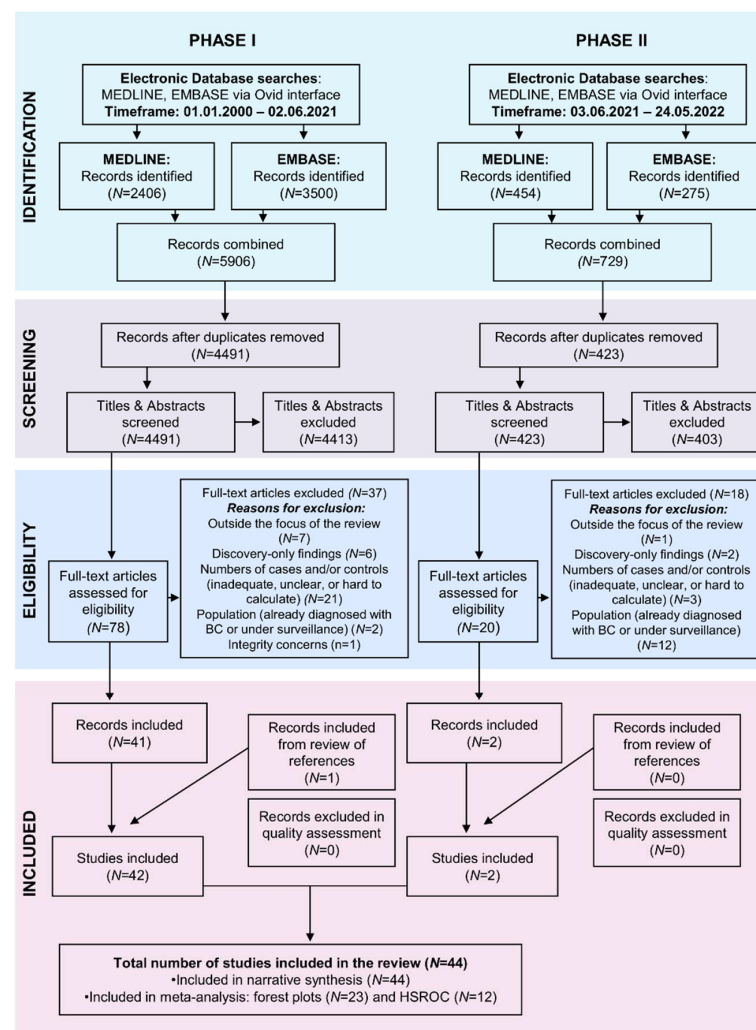 PHASE I
PHASE II
IDENTIFICATION
Electronic Database searches:
MEDLINE, EMBASE via Ovid interface
Timeframe: 01.01.2000 – 02.06.2021
Electronic Database searches:
MEDLINE, EMBASE via Ovid interface
Timeframe: 03.06.2021 – 24.05.2022
MEDLINE:
Records identified
(N=2406)
EMBASE:
Records identified
(N=3500)
MEDLINE:
Records identified
(N=454)
EMBASE:
Records identified
(N=275)
Records combined
(N=5906)
Records combined
(N=729)
SCREENING
Records after duplicates removed
(N=4491)
Records after duplicates removed
(N=423)
Titles & Abstracts
screened
(N=4491)
Titles & Abstracts
excluded
(N=4413)
Titles & Abstracts
screened
(N=423)
Titles & Abstracts
excluded
(N=403)
ELIGIBILITY
Full-text articles
assessed for
eligibility
(N=78)
Full-text articles excluded (N=37)
Reasons for exclusion:
Outside the focus of the review
(N=7)
Discovery-only findings (N=6)
Numbers of cases and/or controls
(inadequate, unclear, or hard to
calculate) (N=21)
Population (already diagnosed with
BC or under surveillance) (N=2)
Integrity concerns (n=1)
Full-text articles
assessed for
eligibility
(N=20)
Full-text articles excluded (N=18)
Reasons for exclusion:
Outside the focus of the review
(N=1)
Discovery-only findings (N=2)
Numbers of cases and/or controls
(inadequate, unclear, or hard to
calculate) (N=3)
Population (already diagnosed
with BC or under surveillance)
(N=12)
INCLUDED
Records included
(N=41)
Records included
from review of
references
(N=1)
Records excluded in
quality assessment
(N=0)
Studies included
(N=42)
Records included
(N=2)
Records included
from review of
references
(N=0)
Records excluded in
quality assessment
(N=0)
Studies included
(N=2)
Total number of studies included in the review (N=44)
•Included in narrative synthesis (N=44)
•Included in meta-analysis: forest plots (N=23) and HSROC (N=12)